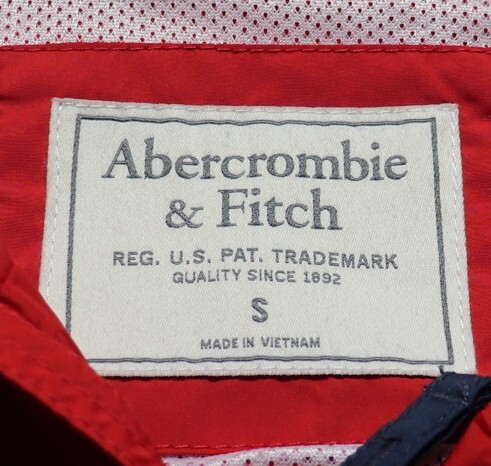 Abercrombie
& Fitch
REG. U.S. PAT. TRADEMARK
QUALITY SINCE 1892
S
MADE IN VIETNAM